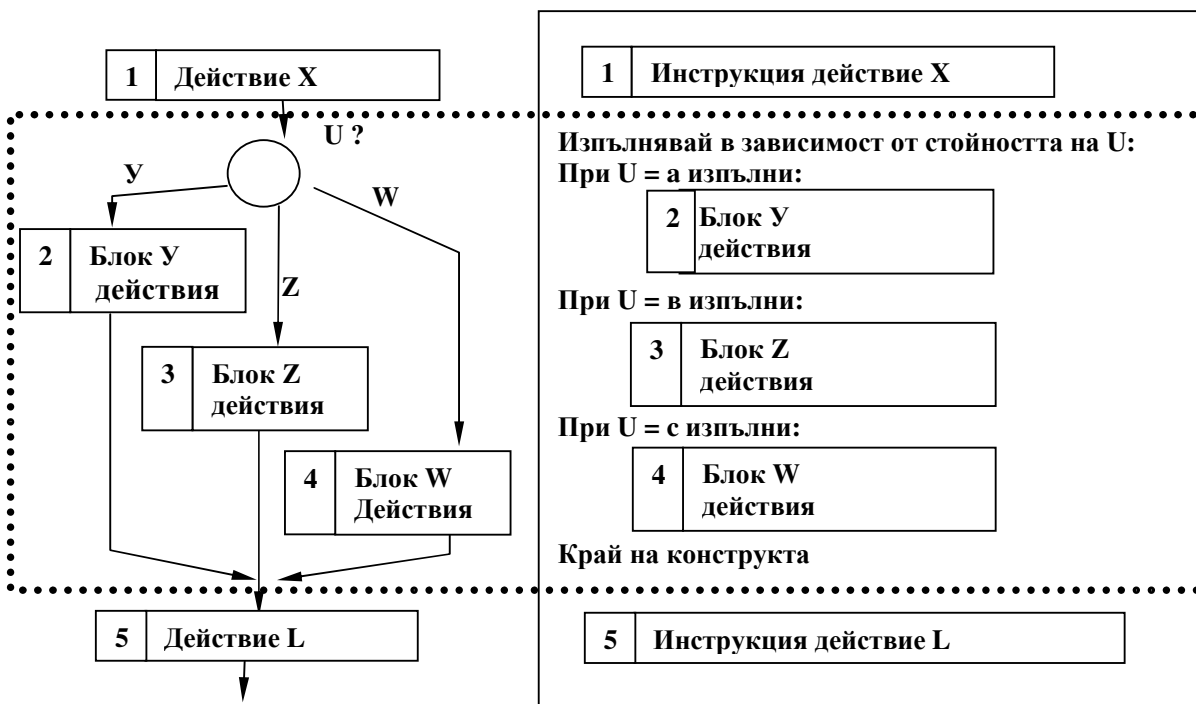 1 Действие X
U ?
У
W
2 Блок У
действия
Z
3 Блок Z
действия
4 Блок W
Действия
5 Действие L
1 Инструкция действие X
Изпълнявай в зависимост от стойността на U:
При U = а изпълни:
2 Блок У
действия
При U = в изпълни:
3 Блок Z
действия
При U = с изпълни:
4 Блок W
действия
Край на конструкта
5 Инструкция действие L